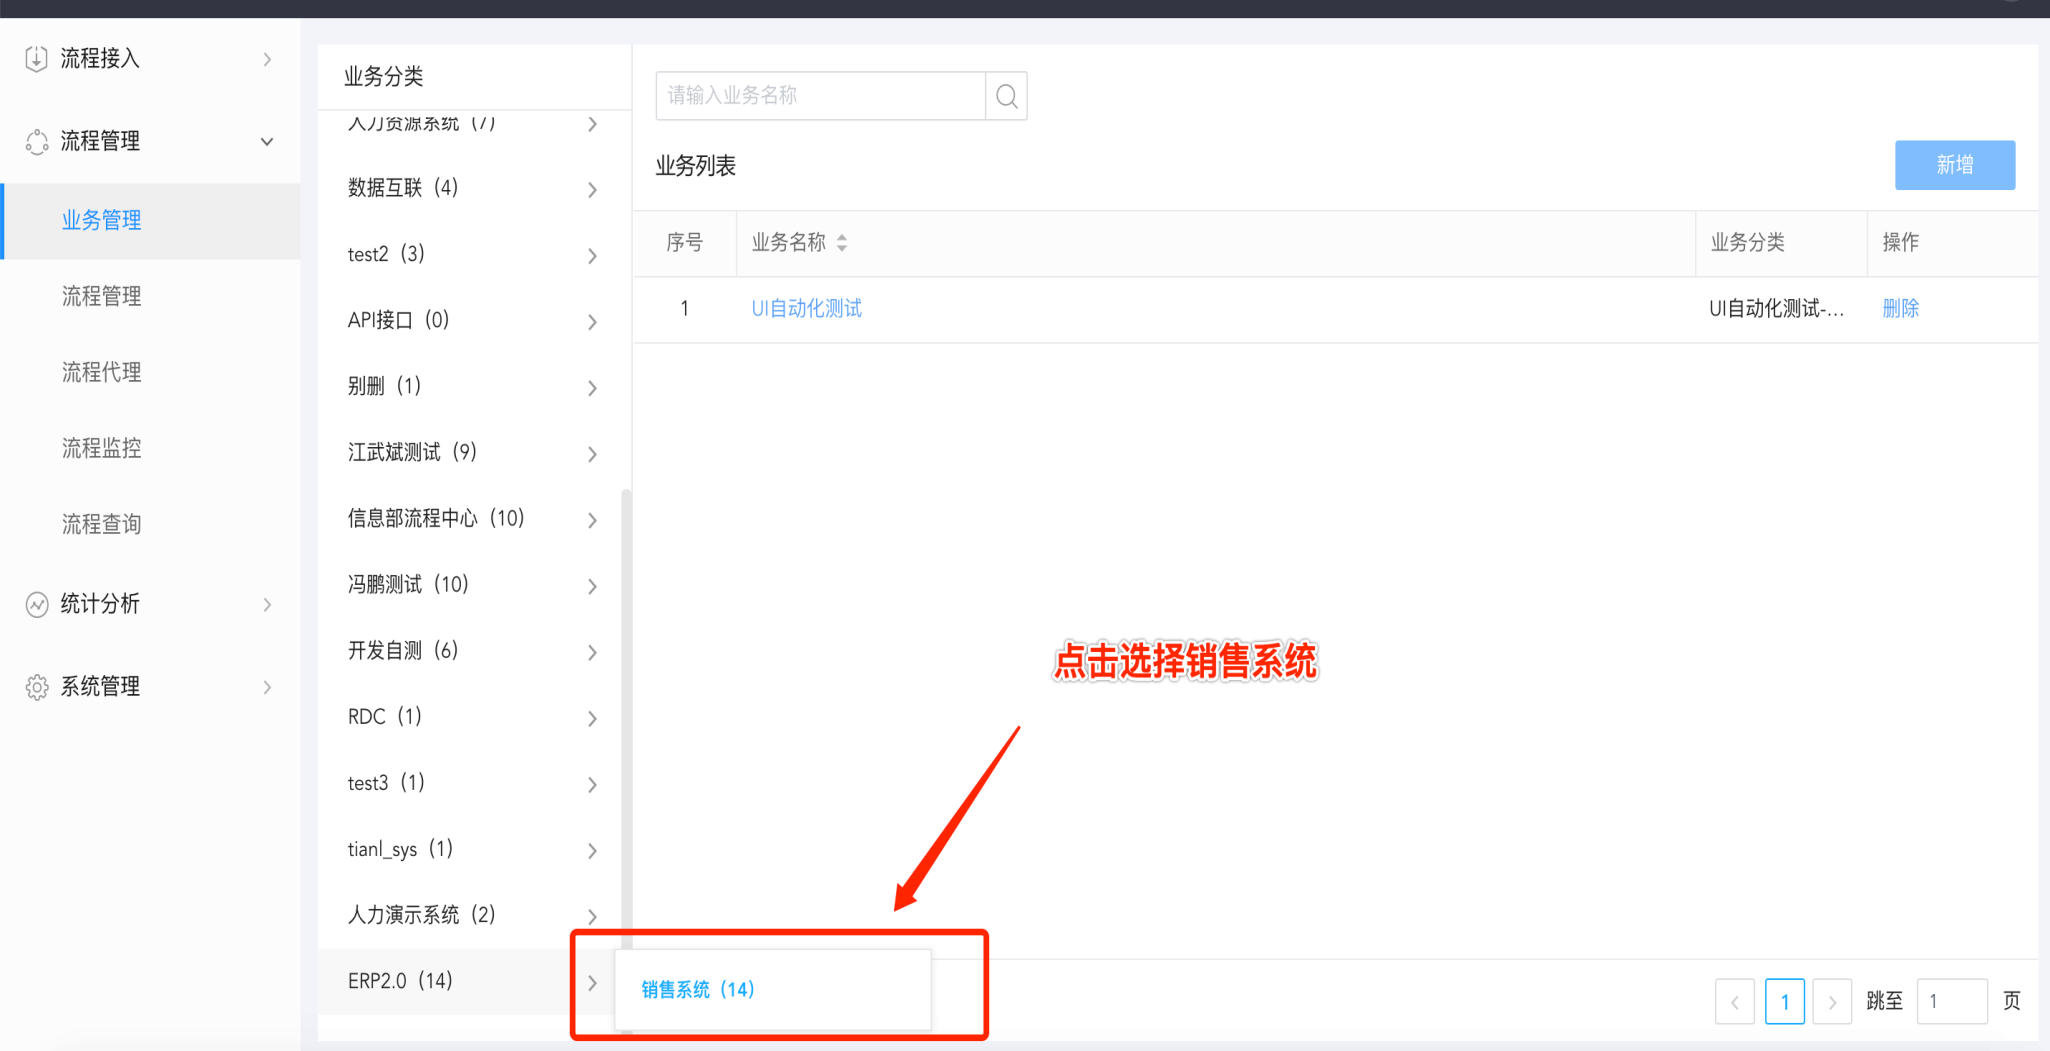 流程接入
流程管理
业务管理
流程管理
流程代理
流程监控
流程查询
统计分析
系统管理
业务分类
人力资源系统（7）
数据互联（4）
test2（3）
API接口（0）
别删（1）
江武斌测试（9）
信息部流程中心（10）
冯鹏测试（10）
开发自测（6）
RDC（1）
test3（1）
tianl_sys（1）
人力演示系统（2）
ERP2.0（14）
销售系统（14）
请输入业务名称
业务列表
新增
序号 业务名称 业务分类 操作
1 UI自动化测试 UI自动化测试-... 删除
点击选择销售系统
1 跳至 1 页